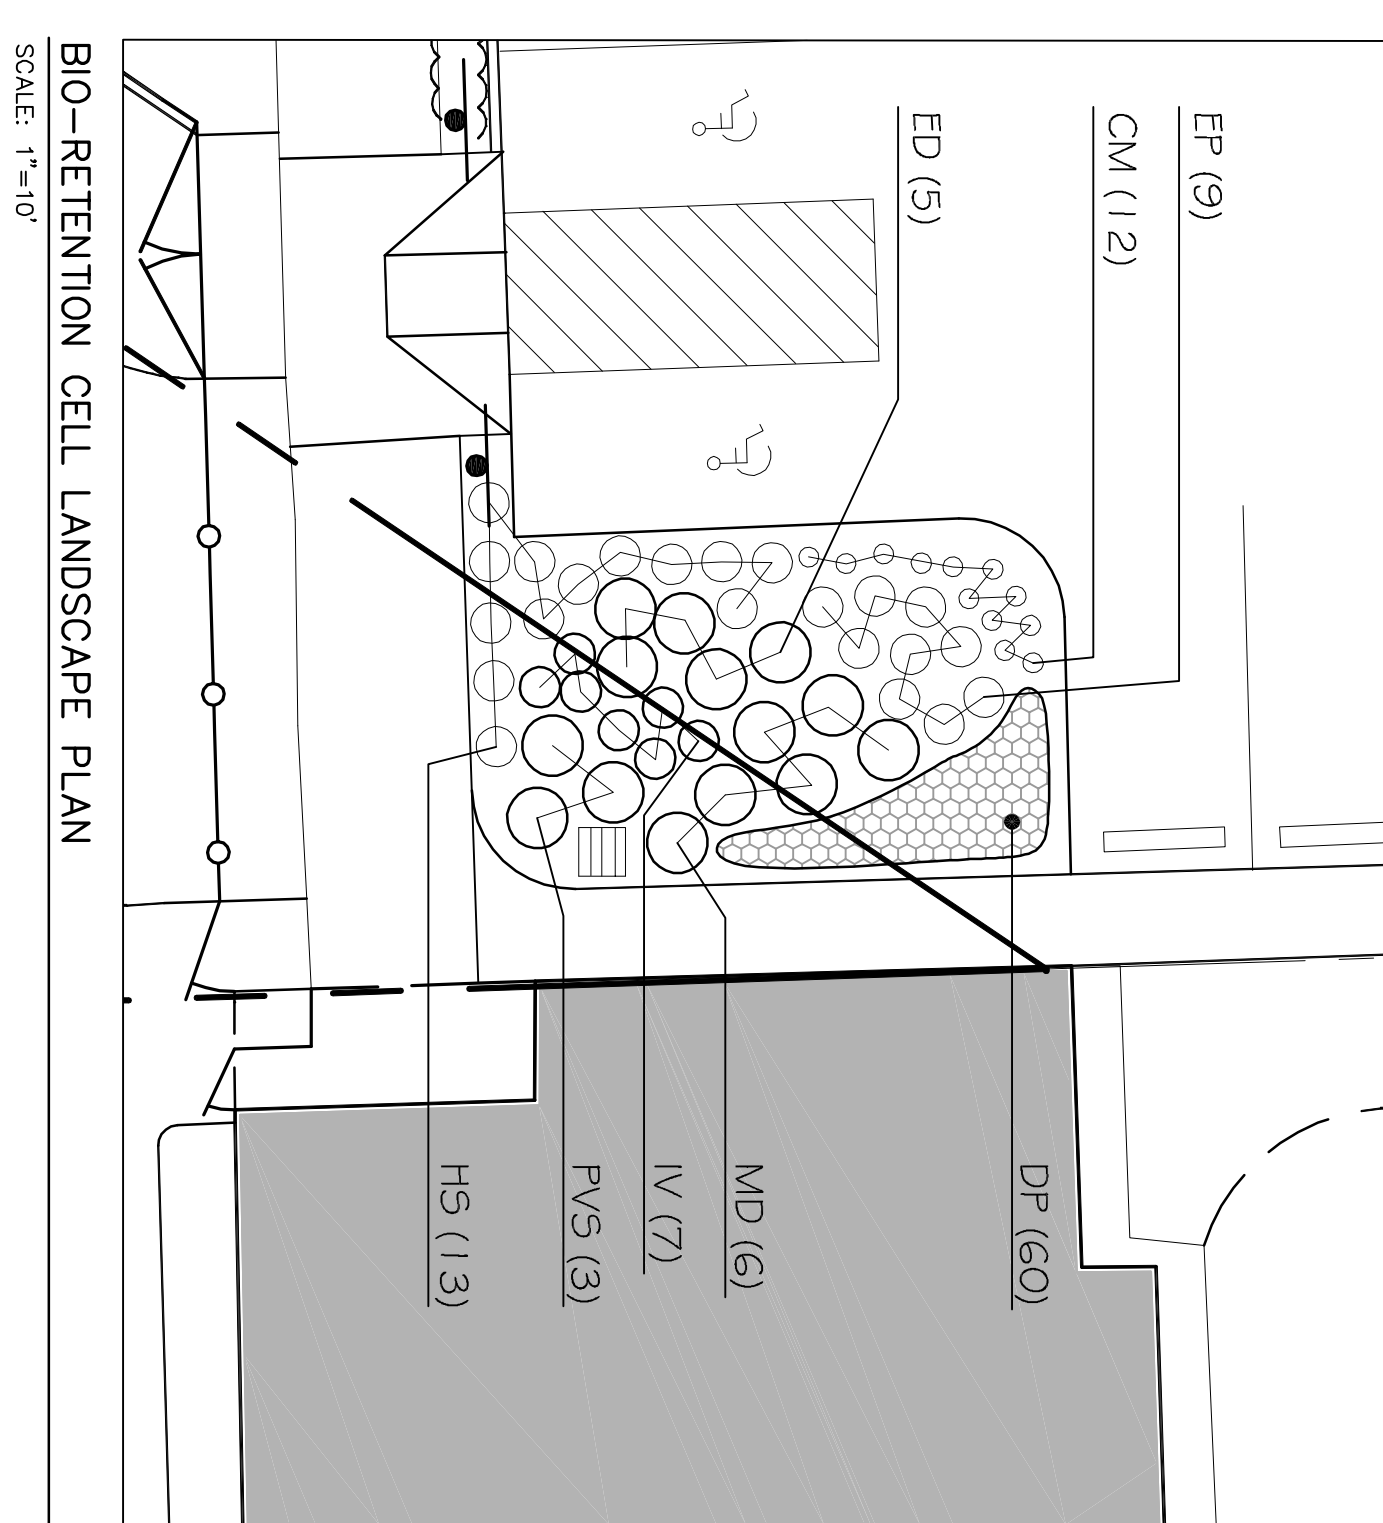 EP (9)
CM (12)
ED (5)
DP (60)
MD (6)
IV (7)
PVS (3)
HS (13)
BIO-RETENTION CELL LANDSCAPE PLAN
SCALE: 1"=10'